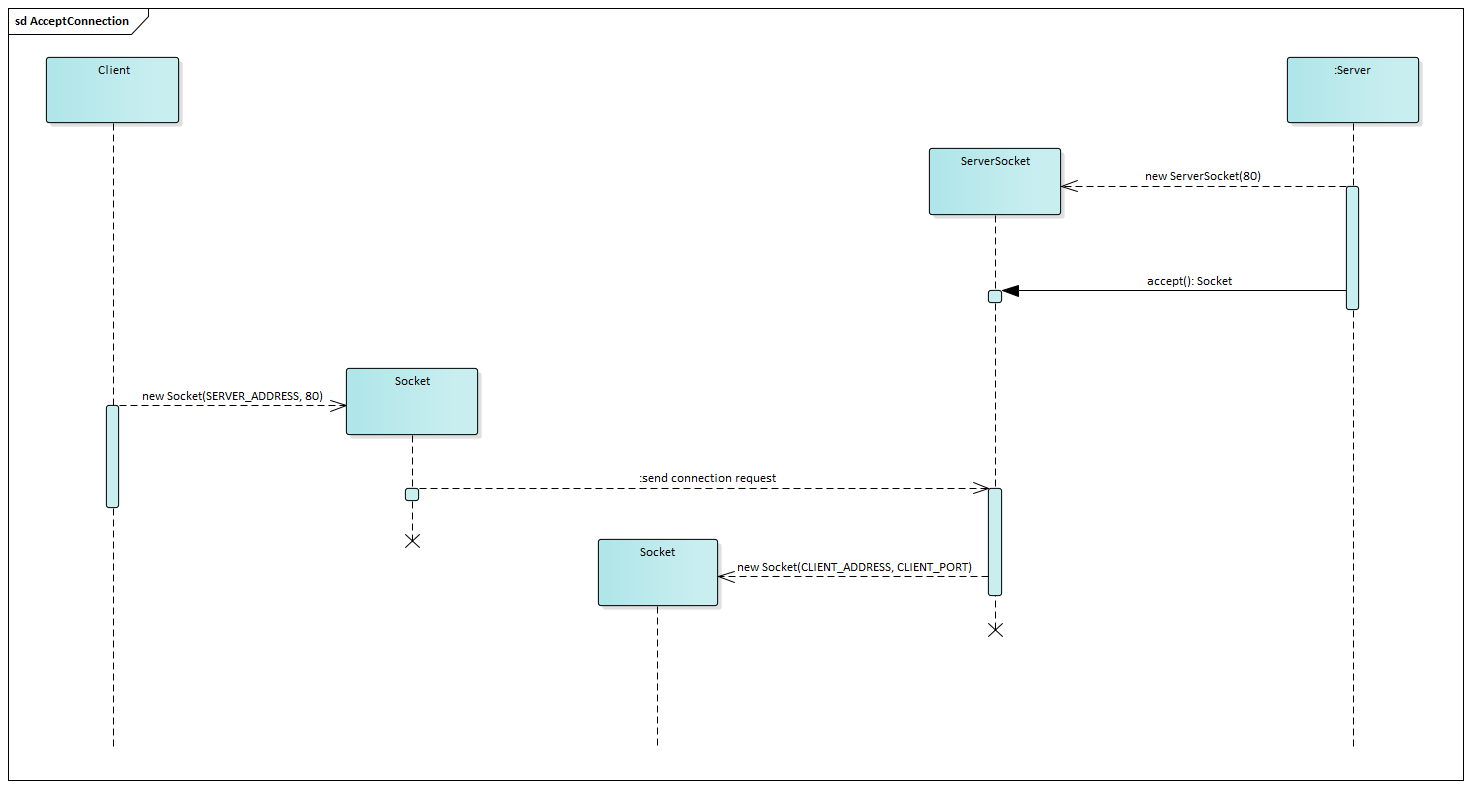 sd AcceptConnection
Client
:Server
ServerSocket
new ServerSocket(80)
accept(): Socket
Socket
new Socket(SERVER_ADDRESS, 80)
:send connection request
Socket
new Socket(CLIENT_ADDRESS, CLIENT_PORT)